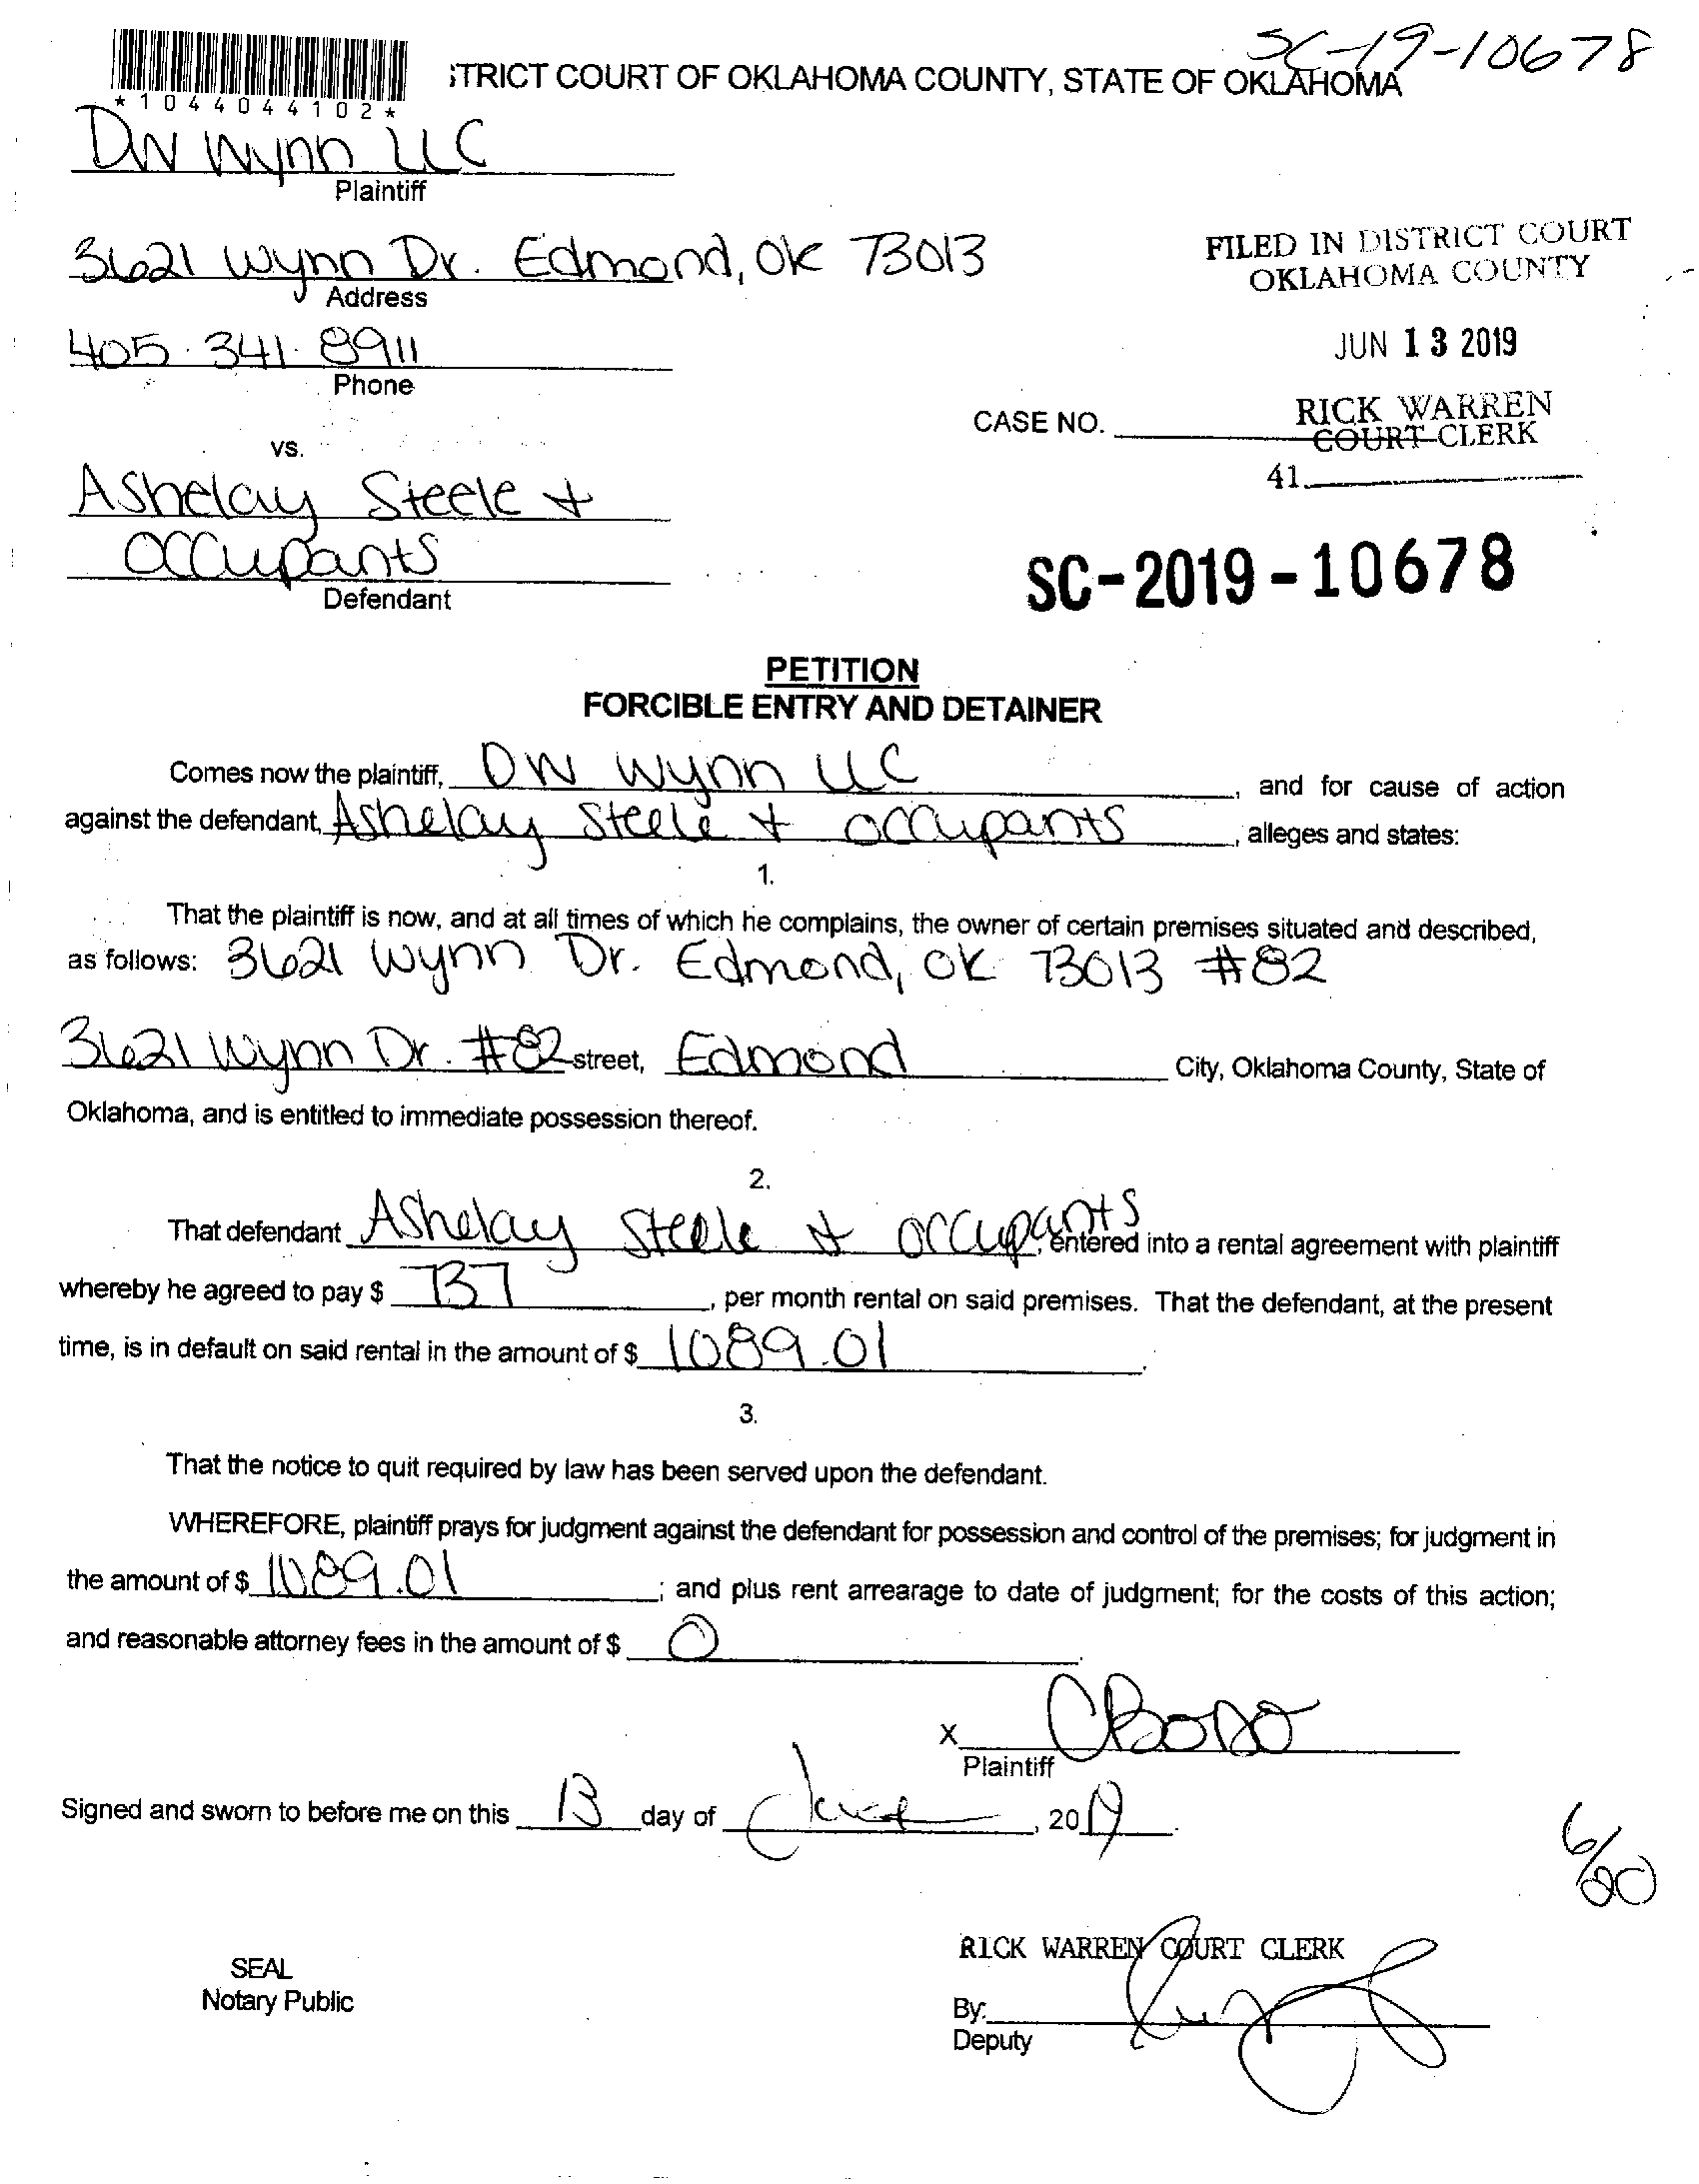 SC-19-10678
STRICT COURT OF OKLAHOMA COUNTY, STATE OF OKLAHOMA
*1044044102*
DW Wynn LLC
Plaintiff
3621 Wynn Dr. Edmond, OK 73013
Address
FILED IN DISTRICT COURT
OKLAHOMA COUNTY
405.341.8911
Phone
JUN 13 2019
CASE NO.
RICK WARREN
COURT CLERK
41
vs.
Ashelay Steele +
occupants
Defendant
SC-2019-10678
PETITION
FORCIBLE ENTRY AND DETAINER
Comes now the plaintiff, DW Wynn LLC, and for cause of action
against the defendant, Ashelay Steele + occupants, alleges and states:
1.
That the plaintiff is now, and at all times of which he complains, the owner of certain premises situated and described,
as follows: 3621 Wynn Dr. Edmond, OK 73013 #82
3621 Wynn Dr. #82 street, Edmond City, Oklahoma County, State of
Oklahoma, and is entitled to immediate possession thereof.
2.
That defendant Ashelay Steele + occupants, entered into a rental agreement with plaintiff
whereby he agreed to pay $ 737, per month rental on said premises. That the defendant, at the present
time, is in default on said rental in the amount of $ 1089.01.
3.
That the notice to quit required by law has been served upon the defendant.
WHEREFORE, plaintiff prays for judgment against the defendant for possession and control of the premises; for judgment in
the amount of $ 1089.01; and plus rent arrearage to date of judgment; for the costs of this action;
and reasonable attorney fees in the amount of $ 0.
X
Plaintiff
Signed and sworn to before me on this 13 day of June, 2019.
6/20
RICK WARREN COURT CLERK
SEAL
Notary Public
By:
Deputy